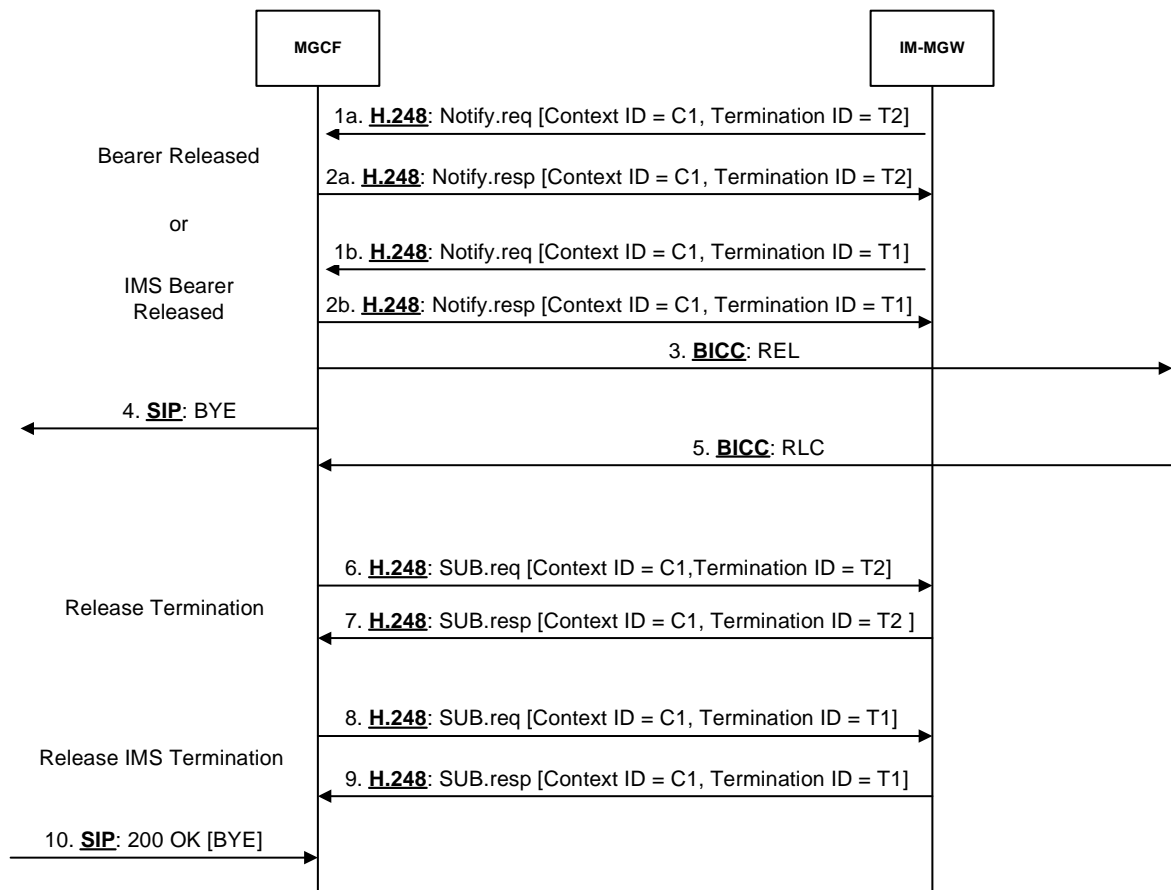 MGCF
IM-MGW
1a. H.248: Notify.req [Context ID = C1, Termination ID = T2]
Bearer Released
2a. H.248: Notify.resp [Context ID = C1, Termination ID = T2]
or
1b. H.248: Notify.req [Context ID = C1, Termination ID = T1]
IMS Bearer
Released
2b. H.248: Notify.resp [Context ID = C1, Termination ID = T1]
3. BICC: REL
4. SIP: BYE
5. BICC: RLC
6. H.248: SUB.req [Context ID = C1,Termination ID = T2]
Release Termination
7. H.248: SUB.resp [Context ID = C1, Termination ID = T2 ]
8. H.248: SUB.req [Context ID = C1, Termination ID = T1]
Release IMS Termination
9. H.248: SUB.resp [Context ID = C1, Termination ID = T1]
10. SIP: 200 OK [BYE]